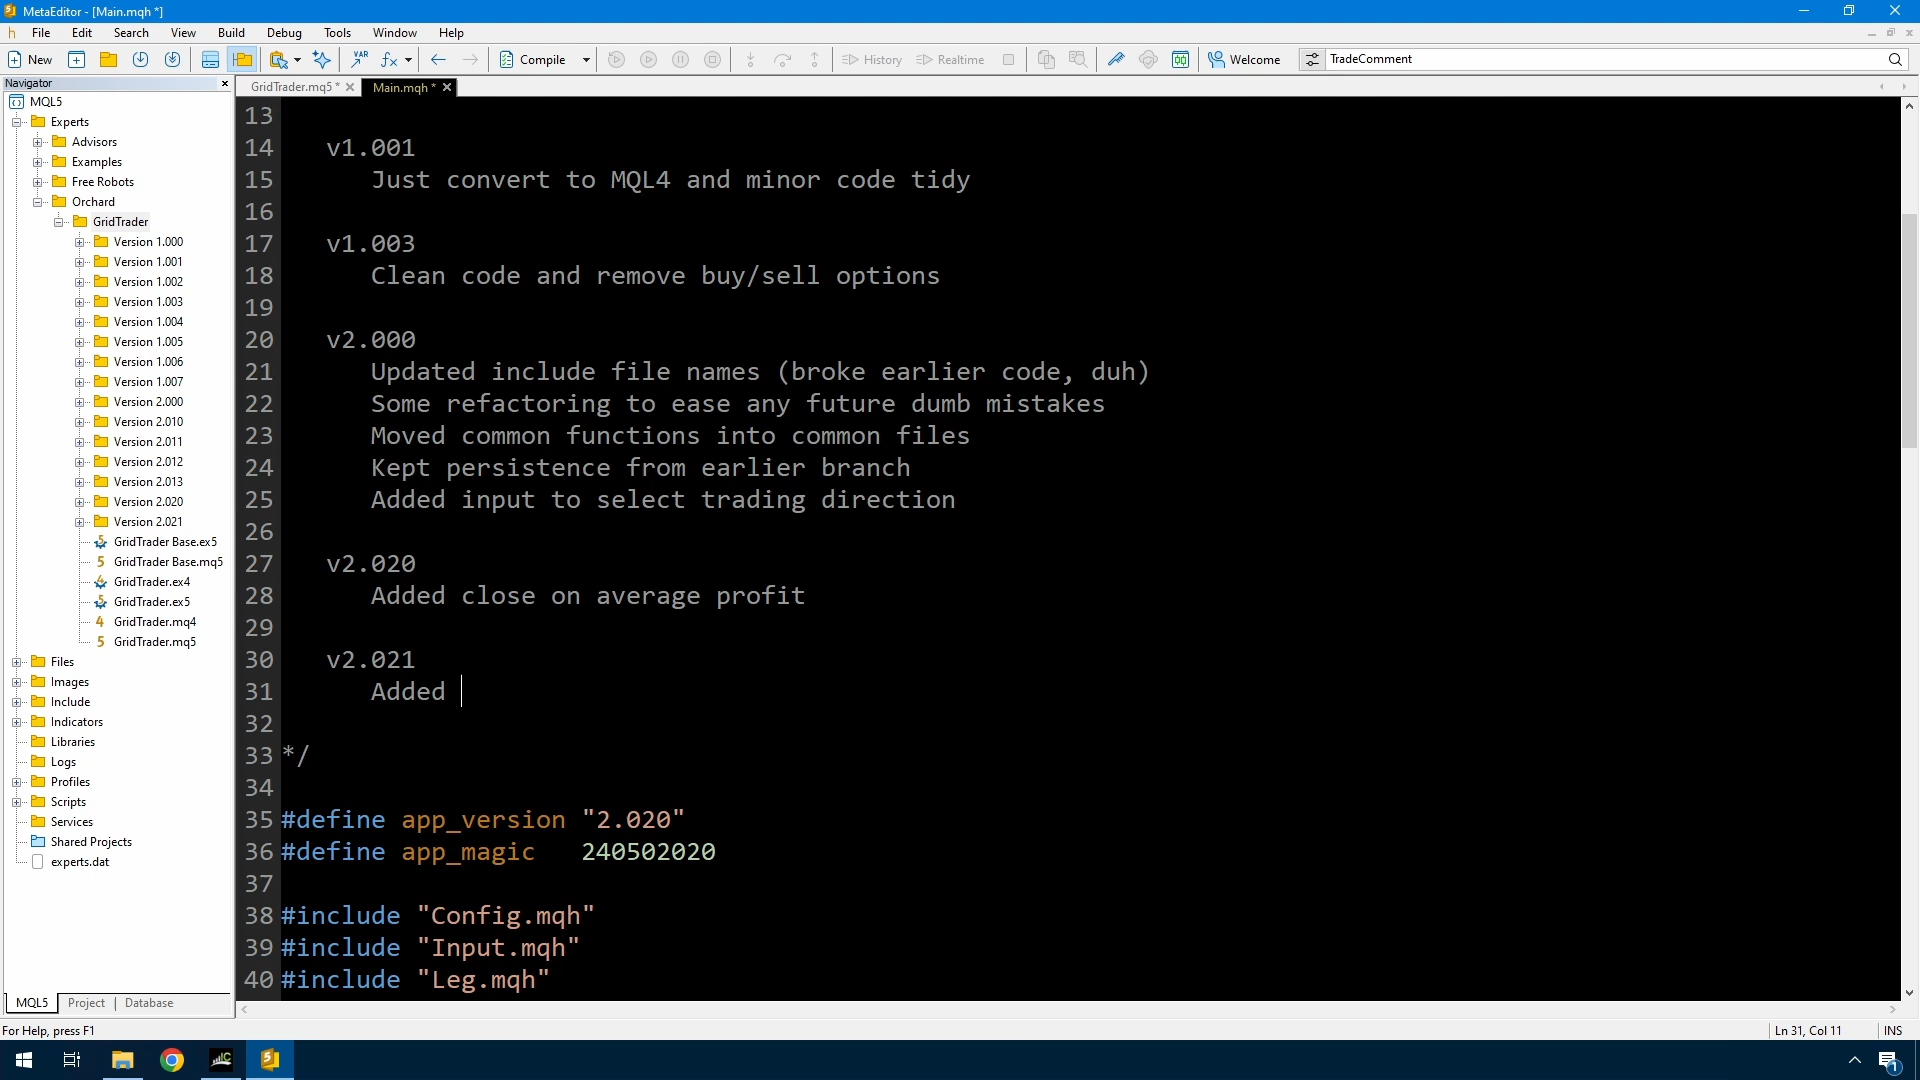 MetaEditor - [Main.mqh *]
File Edit Search View Build Debug Tools Window Help
New Compile History Realtime Welcome TradeComment
Navigator
GridTrader.mq5 * Main.mqh *
MQL5
Experts
Advisors
Examples
Free Robots
Orchard
GridTrader
Version 1.000
Version 1.001
Version 1.002
Version 1.003
Version 1.004
Version 1.005
Version 1.006
Version 1.007
Version 2.000
Version 2.010
Version 2.011
Version 2.012
Version 2.013
Version 2.020
Version 2.021
GridTrader Base.ex5
GridTrader Base.mq5
GridTrader.ex4
GridTrader.ex5
GridTrader.mq4
GridTrader.mq5
Files
Images
Include
Indicators
Libraries
Logs
Profiles
Scripts
Services
Shared Projects
experts.dat
MQL5 Project Database
13
14 v1.001
15 Just convert to MQL4 and minor code tidy
16
17 v1.003
18 Clean code and remove buy/sell options
19
20 v2.000
21 Updated include file names (broke earlier code, duh)
22 Some refactoring to ease any future dumb mistakes
23 Moved common functions into common files
24 Kept persistence from earlier branch
25 Added input to select trading direction
26
27 v2.020
28 Added close on average profit
29
30 v2.021
31 Added
32
33 */
34
35 #define app_version "2.020"
36 #define app_magic 240502020
37
38 #include "Config.mqh"
39 #include "Input.mqh"
40 #include "Leg.mqh"
For Help, press F1 Ln 31, Col 11 INS